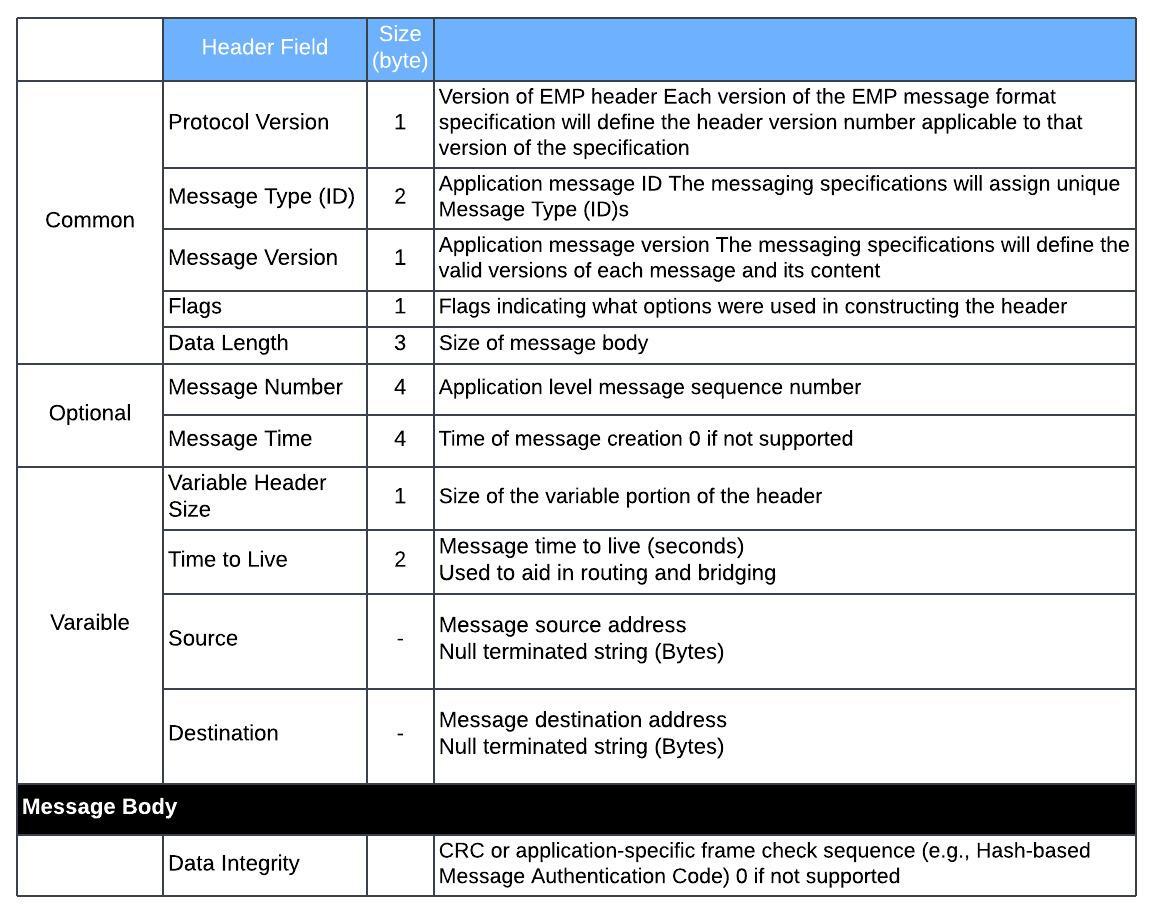 Header Field
Size
(byte)
Common
Protocol Version
1
Version of EMP header Each version of the EMP message format
specification will define the header version number applicable to that
version of the specification
Message Type (ID)
2
Application message ID The messaging specifications will assign unique
Message Type (ID)s
Message Version
1
Application message version The messaging specifications will define the
valid versions of each message and its content
Flags
1
Flags indicating what options were used in constructing the header
Data Length
3
Size of message body
Optional
Message Number
4
Application level message sequence number
Message Time
4
Time of message creation 0 if not supported
Varaible
Variable Header
Size
1
Size of the variable portion of the header
Time to Live
2
Message time to live (seconds)
Used to aid in routing and bridging
Source
-
Message source address
Null terminated string (Bytes)
Destination
-
Message destination address
Null terminated string (Bytes)
Message Body
Data Integrity
CRC or application-specific frame check sequence (e.g., Hash-based
Message Authentication Code) 0 if not supported